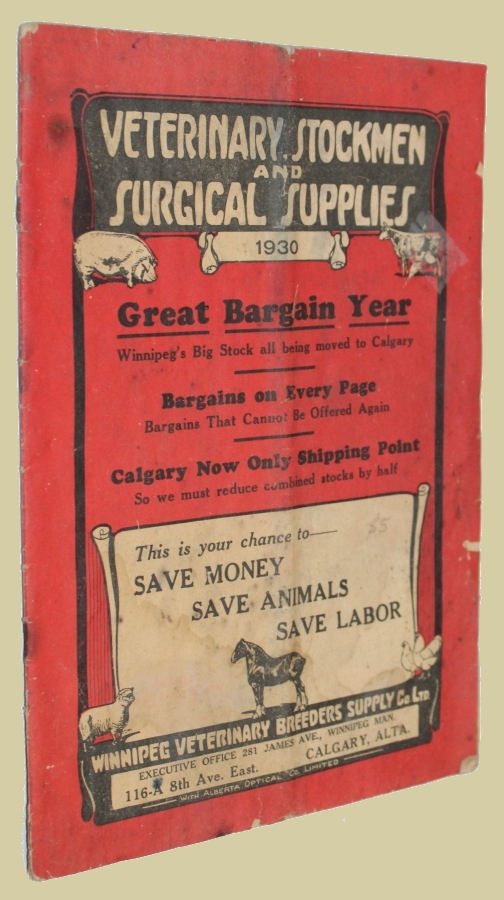 VETERINARY, STOCKMEN
AND
SURGICAL SUPPLIES
1930
Great Bargain Year
Winnipeg's Big Stock all being moved to Calgary
Bargains on Every Page
Bargains That Cannot Be Offered Again
Calgary Now Only Shipping Point
So we must reduce combined stocks by half
55
This is your chance to—
SAVE MONEY
SAVE ANIMALS
SAVE LABOR
WINNIPEG VETERINARY BREEDERS SUPPLY Co LTD.
EXECUTIVE OFFICE 281 JAMES AVE., WINNIPEG MAN.
116-A 8th Ave. East. CALGARY, ALTA.
WITH ALBERTA OPTICAL Co. LIMITED